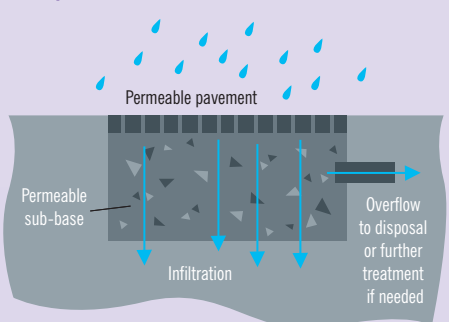 Permeable pavement
Permeable
sub-base
Infiltration
Overflow
to disposal
or further
treatment
if needed